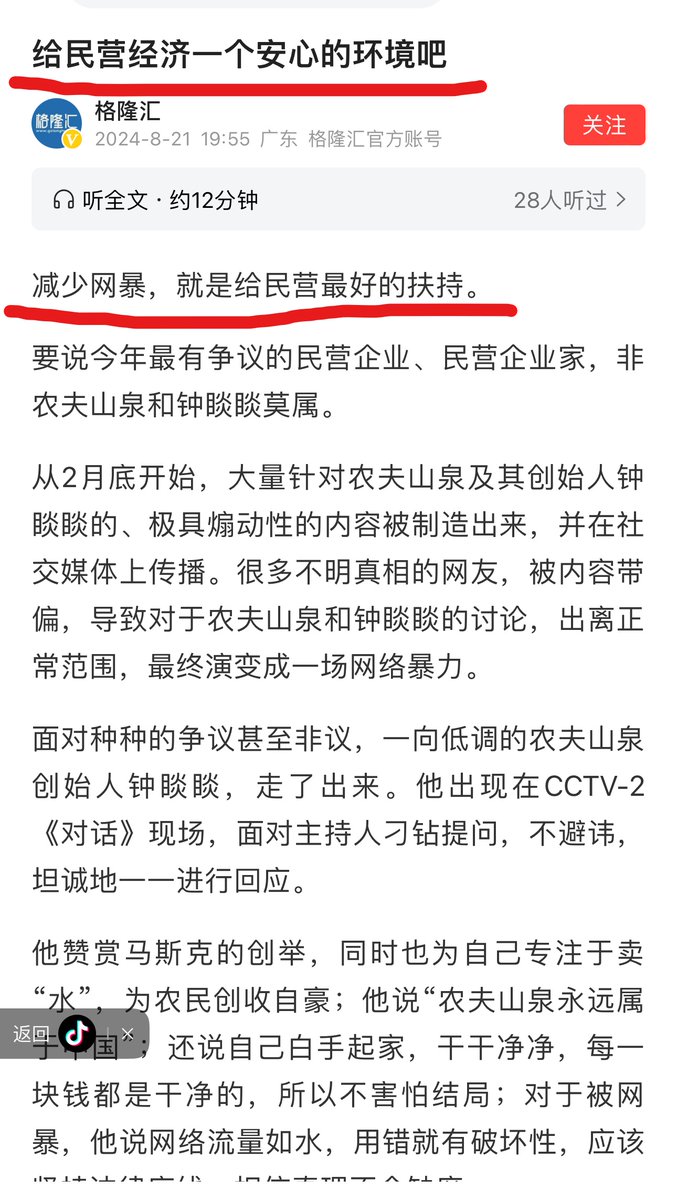 给民营经济一个安心的环境吧
格隆汇
2024-8-21 19:55 广东 格隆汇官方账号
关注
格隆汇
听全文·约12分钟
28人听过
减少网暴，就是给民营最好的扶持。
要说今年最有争议的民营企业、民营企业家，非
农夫山泉和钟睒睒莫属。
从2月底开始，大量针对农夫山泉及其创始人钟
睒睒的、极具煽动性的内容被制造出来，并在社
交媒体上传播。很多不明真相的网友，被内容带
偏，导致对于农夫山泉和钟睒睒的讨论，出离正
常范围，最终演变成一场网络暴力。
面对种种的争议甚至非议，一向低调的农夫山泉
创始人钟睒睒，走了出来。他出现在CCTV-2
《对话》现场，面对主持人刁钻提问，不避讳，
坦诚地一一进行回应。
他赞赏马斯克的创举，同时也为自己专注于卖
“水”，为农民创收自豪；他说“农夫山泉永远属
返回
国”；还说自己白手起家，干干净净，每一
块钱都是干净的，所以不害怕结局；对于被网
暴，他说网络流量如水，用错就有破坏性，应该